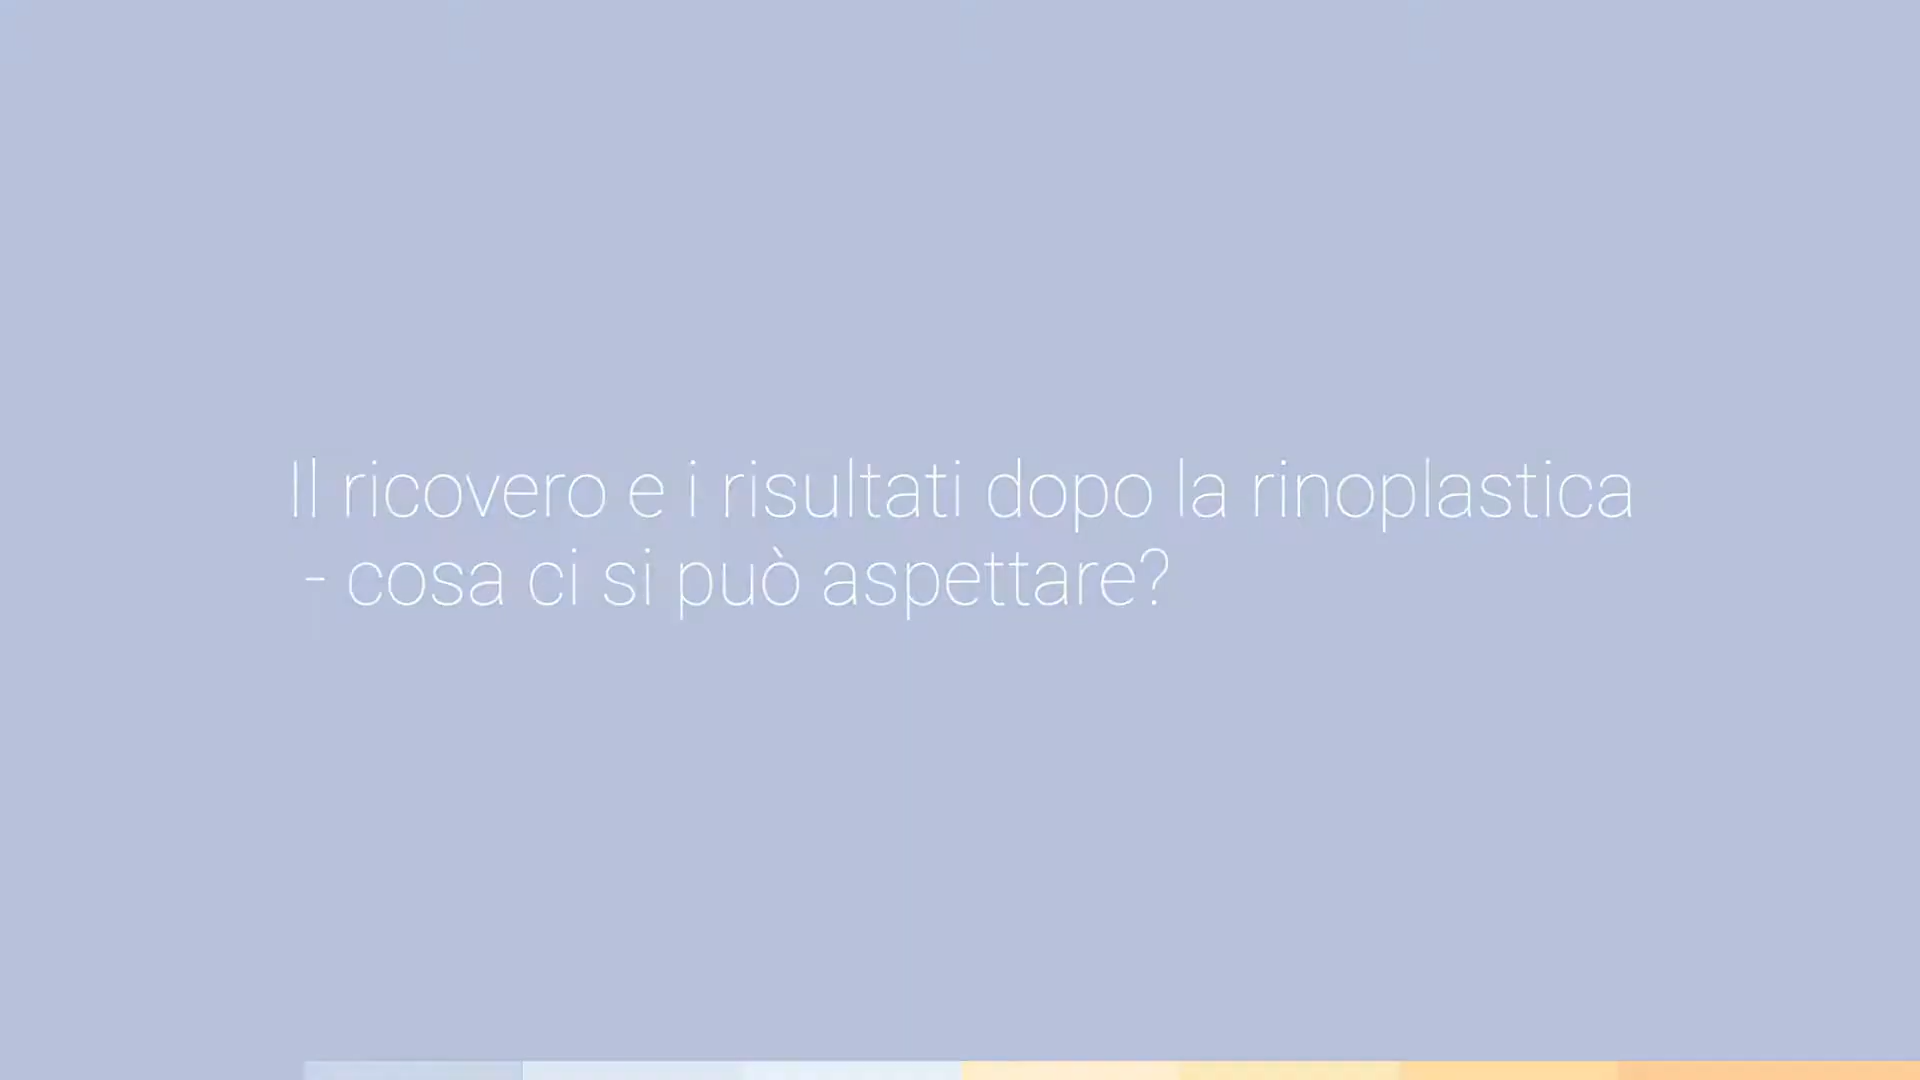 Il ricovero e i risultati dopo la rinoplastica
- cosa ci si può aspettare?